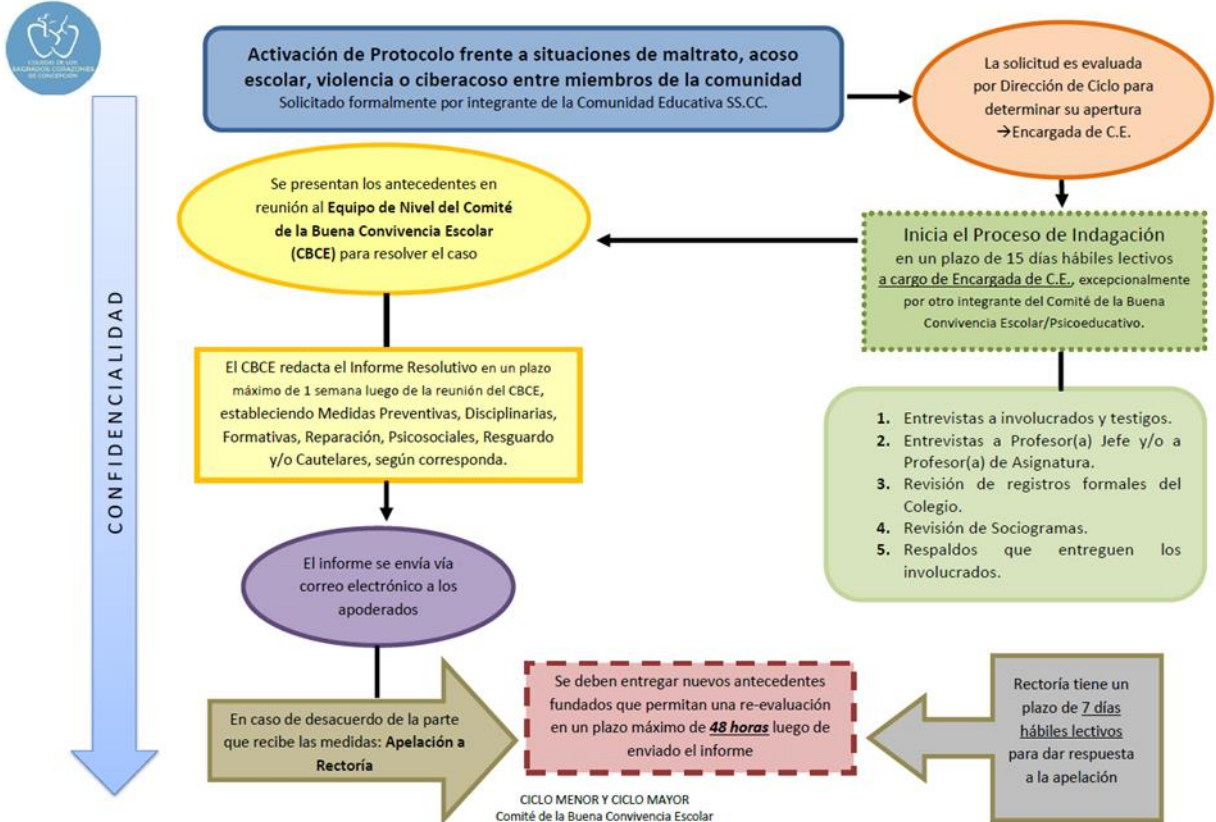 COLEGIO DE LOS
SAGRADOS CORAZONES
DE CONCEPCIÓN
Activación de Protocolo frente a situaciones de maltrato, acoso
escolar, violencia o ciberacoso entre miembros de la comunidad
Solicitado formalmente por integrante de la Comunidad Educativa SS.CC.
La solicitud es evaluada
por Dirección de Ciclo para
determinar su apertura
→Encargada de C.E.
Inicia el Proceso de Indagación
en un plazo de 15 días hábiles lectivos
a cargo de Encargada de C.E., excepcionalmente
por otro integrante del Comité de la Buena
Convivencia Escolar/Psicoeducativo.
1. Entrevistas a involucrados y testigos.
2. Entrevistas a Profesor(a) Jefe y/o a
Profesor(a) de Asignatura.
3. Revisión de registros formales del
Colegio.
4. Revisión de Sociogramas.
5. Respaldos que entreguen los
involucrados.
Se presentan los antecedentes en
reunión al Equipo de Nivel del Comité
de la Buena Convivencia Escolar
(CBCE) para resolver el caso
El CBCE redacta el Informe Resolutivo en un plazo
máximo de 1 semana luego de la reunión del CBCE,
estableciendo Medidas Preventivas, Disciplinarias,
Formativas, Reparación, Psicosociales, Resguardo
y/o Cautelares, según corresponda.
El informe se envía vía
correo electrónico a los
apoderados
En caso de desacuerdo de la parte
que recibe las medidas: Apelación a
Rectoría
Se deben entregar nuevos antecedentes
fundados que permitan una re-evaluación
en un plazo máximo de 48 horas luego de
enviado el informe
Rectoría tiene un
plazo de 7 días
hábiles lectivos
para dar respuesta
a la apelación
CONFIDENCIALIDAD
CICLO MENOR Y CICLO MAYOR
Comité de la Buena Convivencia Escolar